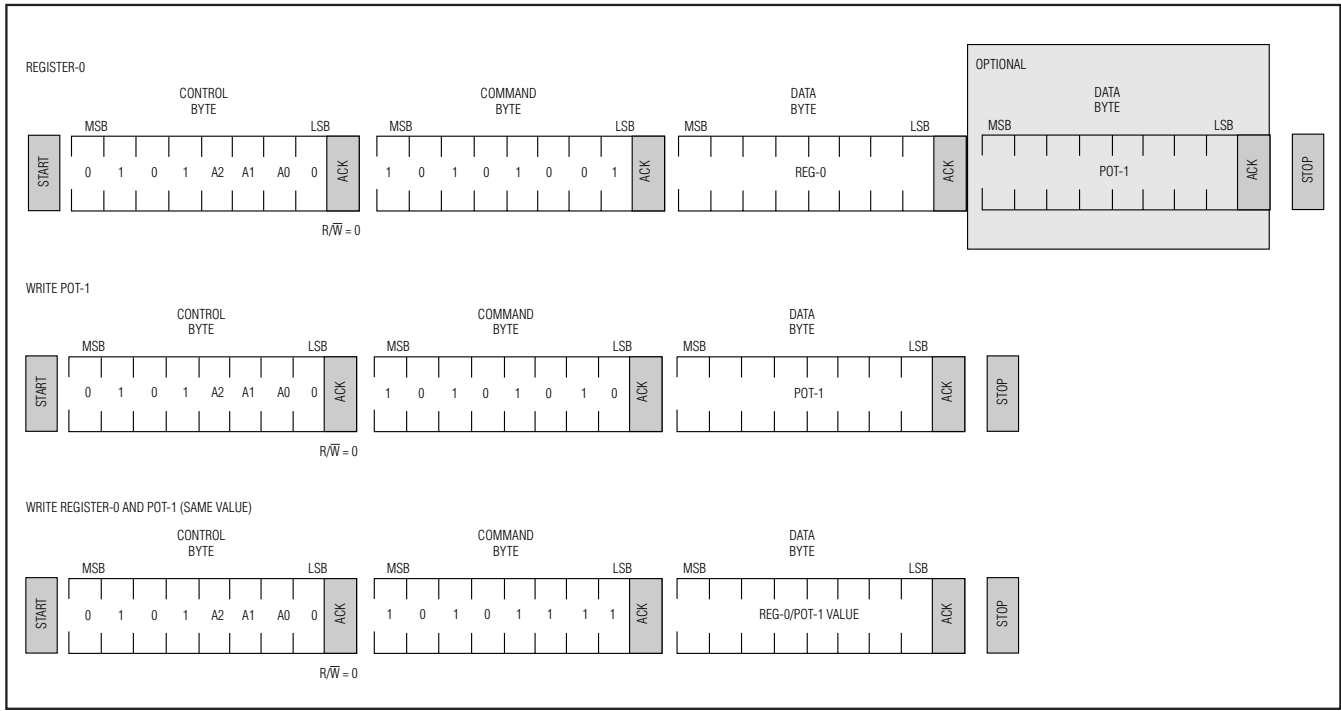 REGISTER-0
OPTIONAL
CONTROL
BYTE
COMMAND
BYTE
DATA
BYTE
DATA
BYTE
MSB LSB MSB LSB MSB LSB MSB LSB
START 0 1 0 1 A2 A1 A0 0 ACK 1 0 1 0 1 0 0 1 ACK REG-0 ACK POT-1 ACK STOP
R/W̅ = 0
WRITE POT-1
CONTROL
BYTE
COMMAND
BYTE
DATA
BYTE
MSB LSB MSB LSB MSB LSB
START 0 1 0 1 A2 A1 A0 0 ACK 1 0 1 0 1 0 1 0 ACK POT-1 ACK STOP
R/W̅ = 0
WRITE REGISTER-0 AND POT-1 (SAME VALUE)
CONTROL
BYTE
COMMAND
BYTE
DATA
BYTE
MSB LSB MSB LSB MSB LSB
START 0 1 0 1 A2 A1 A0 0 ACK 1 0 1 0 1 1 1 1 ACK REG-0/POT-1 VALUE ACK STOP
R/W̅ = 0